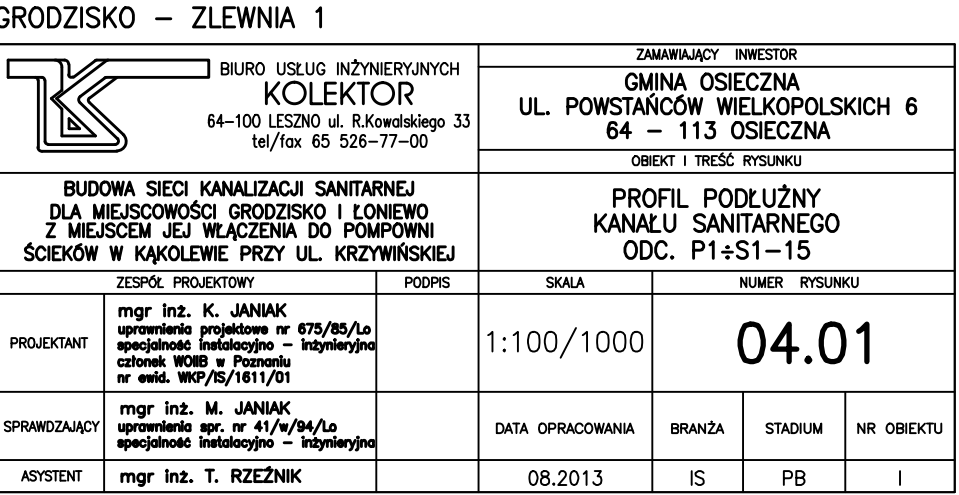 GRODZISKO – ZLEWNIA 1
BIURO USŁUG INŻYNIERYJNYCH
KOLEKTOR
64-100 LESZNO ul. R.Kowalskiego 33
tel/fax 65 526-77-00
ZAMAWIAJĄCY INWESTOR
GMINA OSIECZNA
UL. POWSTAŃCÓW WIELKOPOLSKICH 6
64 – 113 OSIECZNA
OBIEKT I TREŚĆ RYSUNKU
BUDOWA SIECI KANALIZACJI SANITARNEJ
DLA MIEJSCOWOŚCI GRODZISKO I ŁONIEWO
Z MIEJSCEM JEJ WŁĄCZENIA DO POMPOWNI
ŚCIEKÓW W KĄKOLEWIE PRZY UL. KRZYWIŃSKIEJ
PROFIL PODŁUŻNY
KANAŁU SANITARNEGO
ODC. P1÷S1-15
ZESPÓŁ PROJEKTOWY PODPIS SKALA NUMER RYSUNKU
PROJEKTANT
mgr inż. K. JANIAK
uprawnienia projektowe nr 675/85/Lo
specjalność instalacyjno – inżynieryjna
członek WOIIB w Poznaniu
nr ewid. WKP/IS/1611/01
1:100/1000
04.01
SPRAWDZAJĄCY
mgr inż. M. JANIAK
uprawnienia spr. nr 41/w/94/Lo
specjalność instalacyjno – inżynieryjna
DATA OPRACOWANIA BRANŻA STADIUM NR OBIEKTU
ASYSTENT mgr inż. T. RZEŹNIK 08.2013 IS PB I